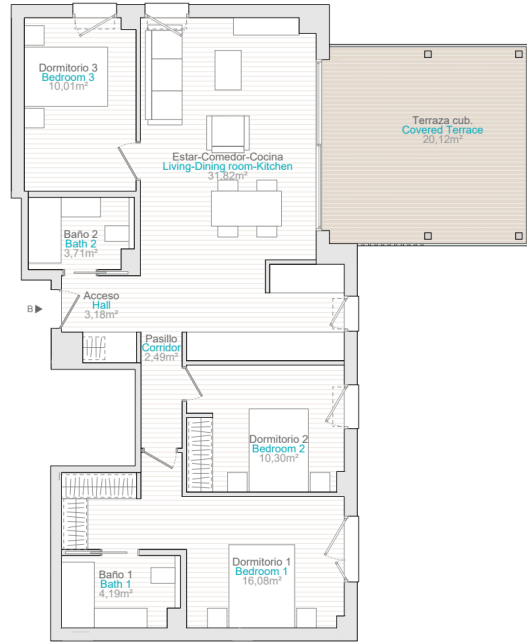 Dormitorio 3
Bedroom 3
10,01m²
Terraza cub.
Covered Terrace
20,12m²
Estar-Comedor-Cocina
Living-Dining room-Kitchen
31,82m²
Baño 2
Bath 2
3,71m²
Acceso
Hall
3,18m²
B
Pasillo
Corridor
2,49m²
Dormitorio 2
Bedroom 2
10,30m²
Dormitorio 1
Bedroom 1
16,08m²
Baño 1
Bath 1
4,19m²